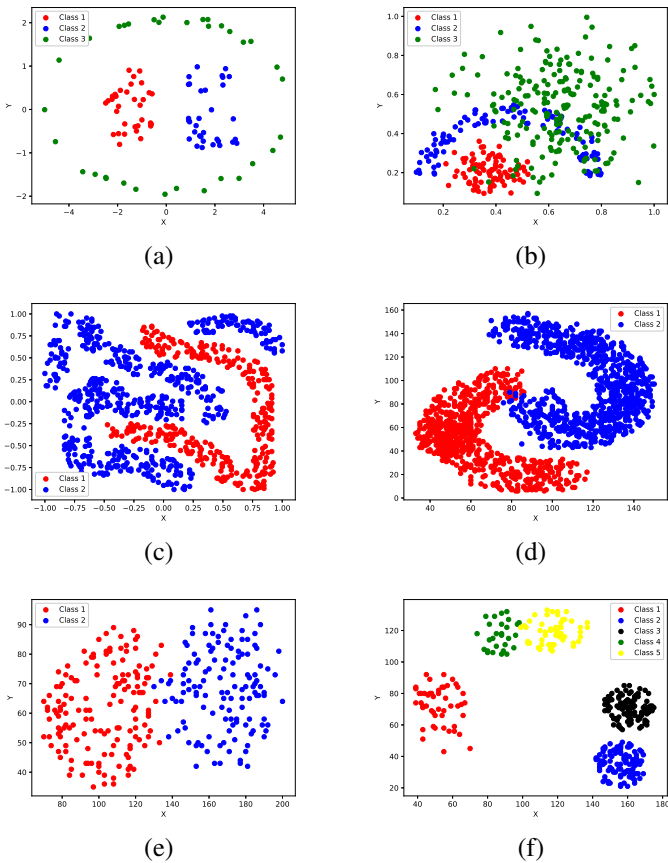 Class 1
Class 2
Class 3
Y
2
1
0
−1
−2
−4
−2
0
2
4
X
(a)
Class 1
Class 2
Class 3
Y
1.0
0.8
0.6
0.4
0.2
0.2
0.4
0.6
0.8
1.0
X
(b)
Class 1
Class 2
Y
1.00
0.75
0.50
0.25
0.00
−0.25
−0.50
−0.75
−1.00
−1.00
−0.75
−0.50
−0.25
0.00
0.25
0.50
0.75
1.00
X
(c)
Class 1
Class 2
Y
160
140
120
100
80
60
40
20
0
40
60
80
100
120
140
X
(d)
Class 1
Class 2
Y
90
80
70
60
50
40
80
100
120
140
160
180
200
X
(e)
Class 1
Class 2
Class 3
Class 4
Class 5
Y
120
100
80
60
40
20
40
60
80
100
120
140
160
180
X
(f)